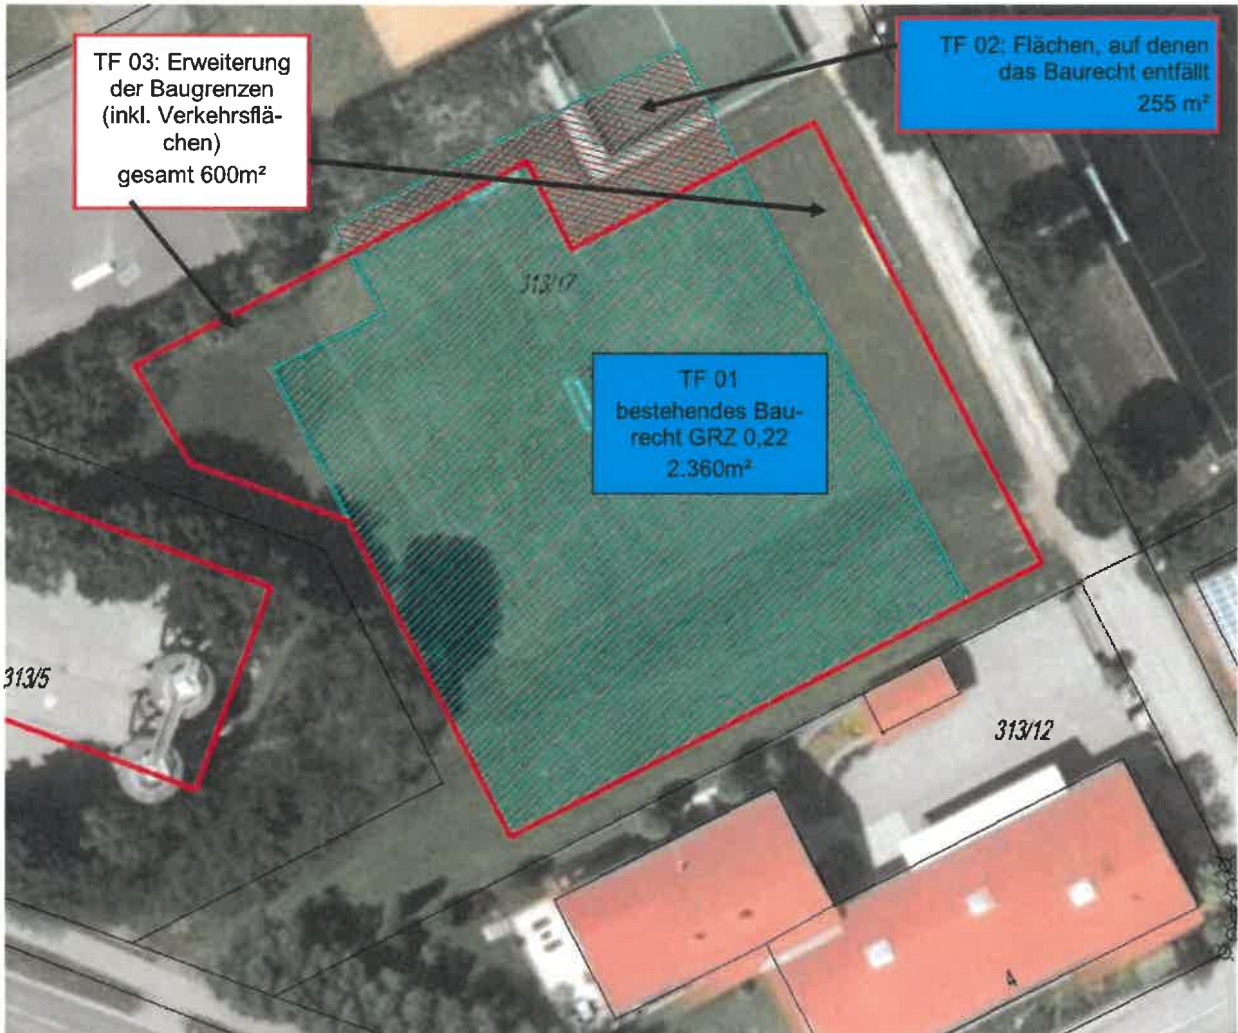 TF 03: Erweiterung
der Baugrenzen
(inkl. Verkehrsflä-
chen)
gesamt 600m²
TF 02: Flächen, auf denen
das Baurecht entfällt
255 m²
313/17
TF 01
bestehendes Bau-
recht GRZ 0,22
2.360m²
313/5
313/12
4